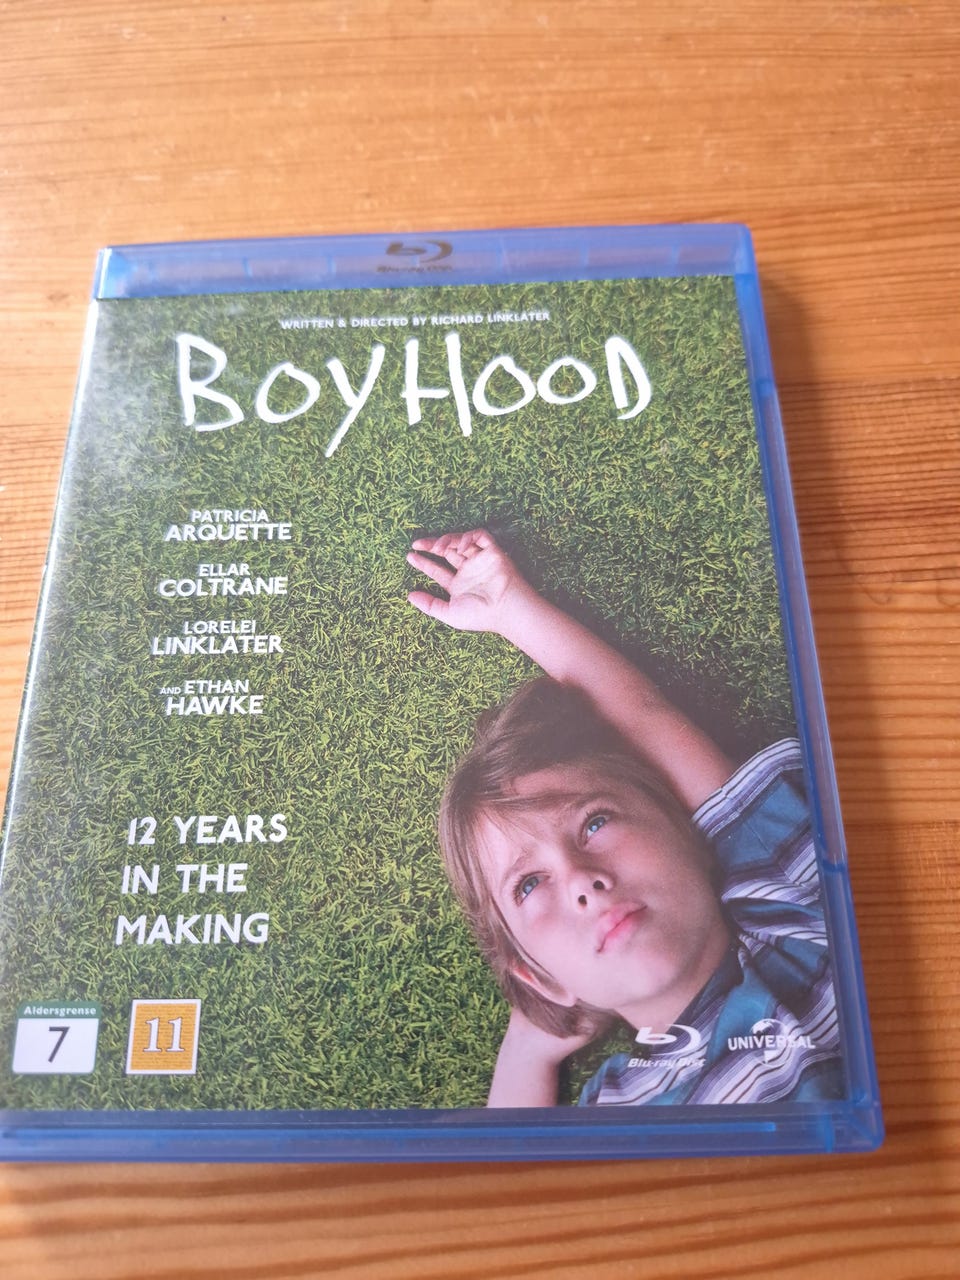 Blu-ray Disc
WRITTEN & DIRECTED BY RICHARD LINKLATER
BOYHOOD
PATRICIA
ARQUETTE
ELLAR
COLTRANE
LORELEI
LINKLATER
AND ETHAN
HAWKE
12 YEARS
IN THE
MAKING
Aldersgrense
7
11
Blu-ray Disc
UNIVERSAL